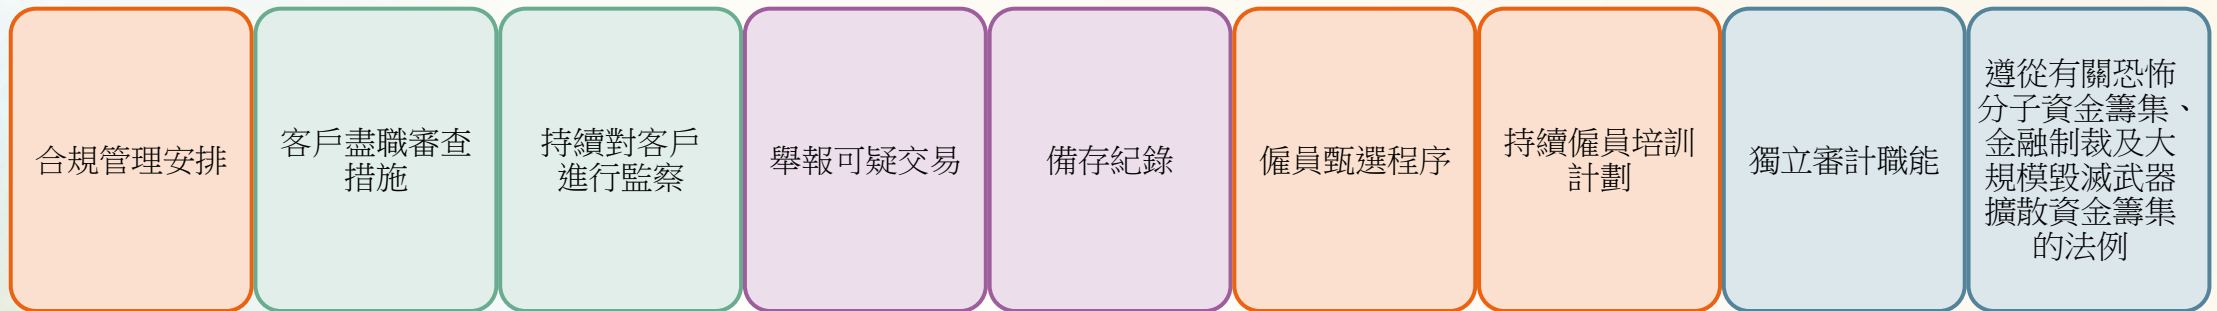 合規管理安排
客戶盡職審查
措施
持續對客戶
進行監察
舉報可疑交易
備存紀錄
僱員甄選程序
持續僱員培訓
計劃
獨立審計職能
遵從有關恐怖
分子資金籌集、
金融制裁及大
規模毀滅武器
擴散資金籌集
的法例